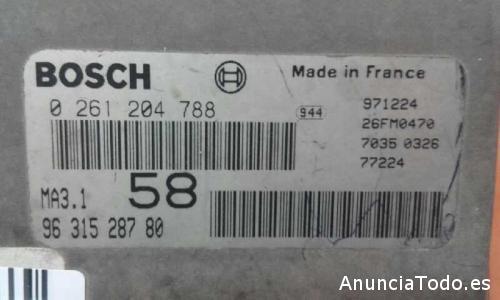 BOSCH
Made in France
0 261 204 788
944
971224
26FM0470
7035 0326
77224
MA3.1 58
96 315 287 80
AnunciaTodo.es